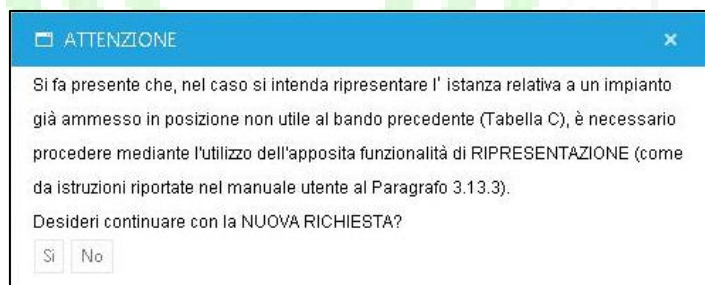 ATTENZIONE ×
Si fa presente che, nel caso si intenda ripresentare l' istanza relativa a un impianto
già ammesso in posizione non utile al bando precedente (Tabella C), è necessario
procedere mediante l'utilizzo dell'apposita funzionalità di RIPRESENTAZIONE (come
da istruzioni riportate nel manuale utente al Paragrafo 3.13.3).
Desideri continuare con la NUOVA RICHIESTA?
Sì No